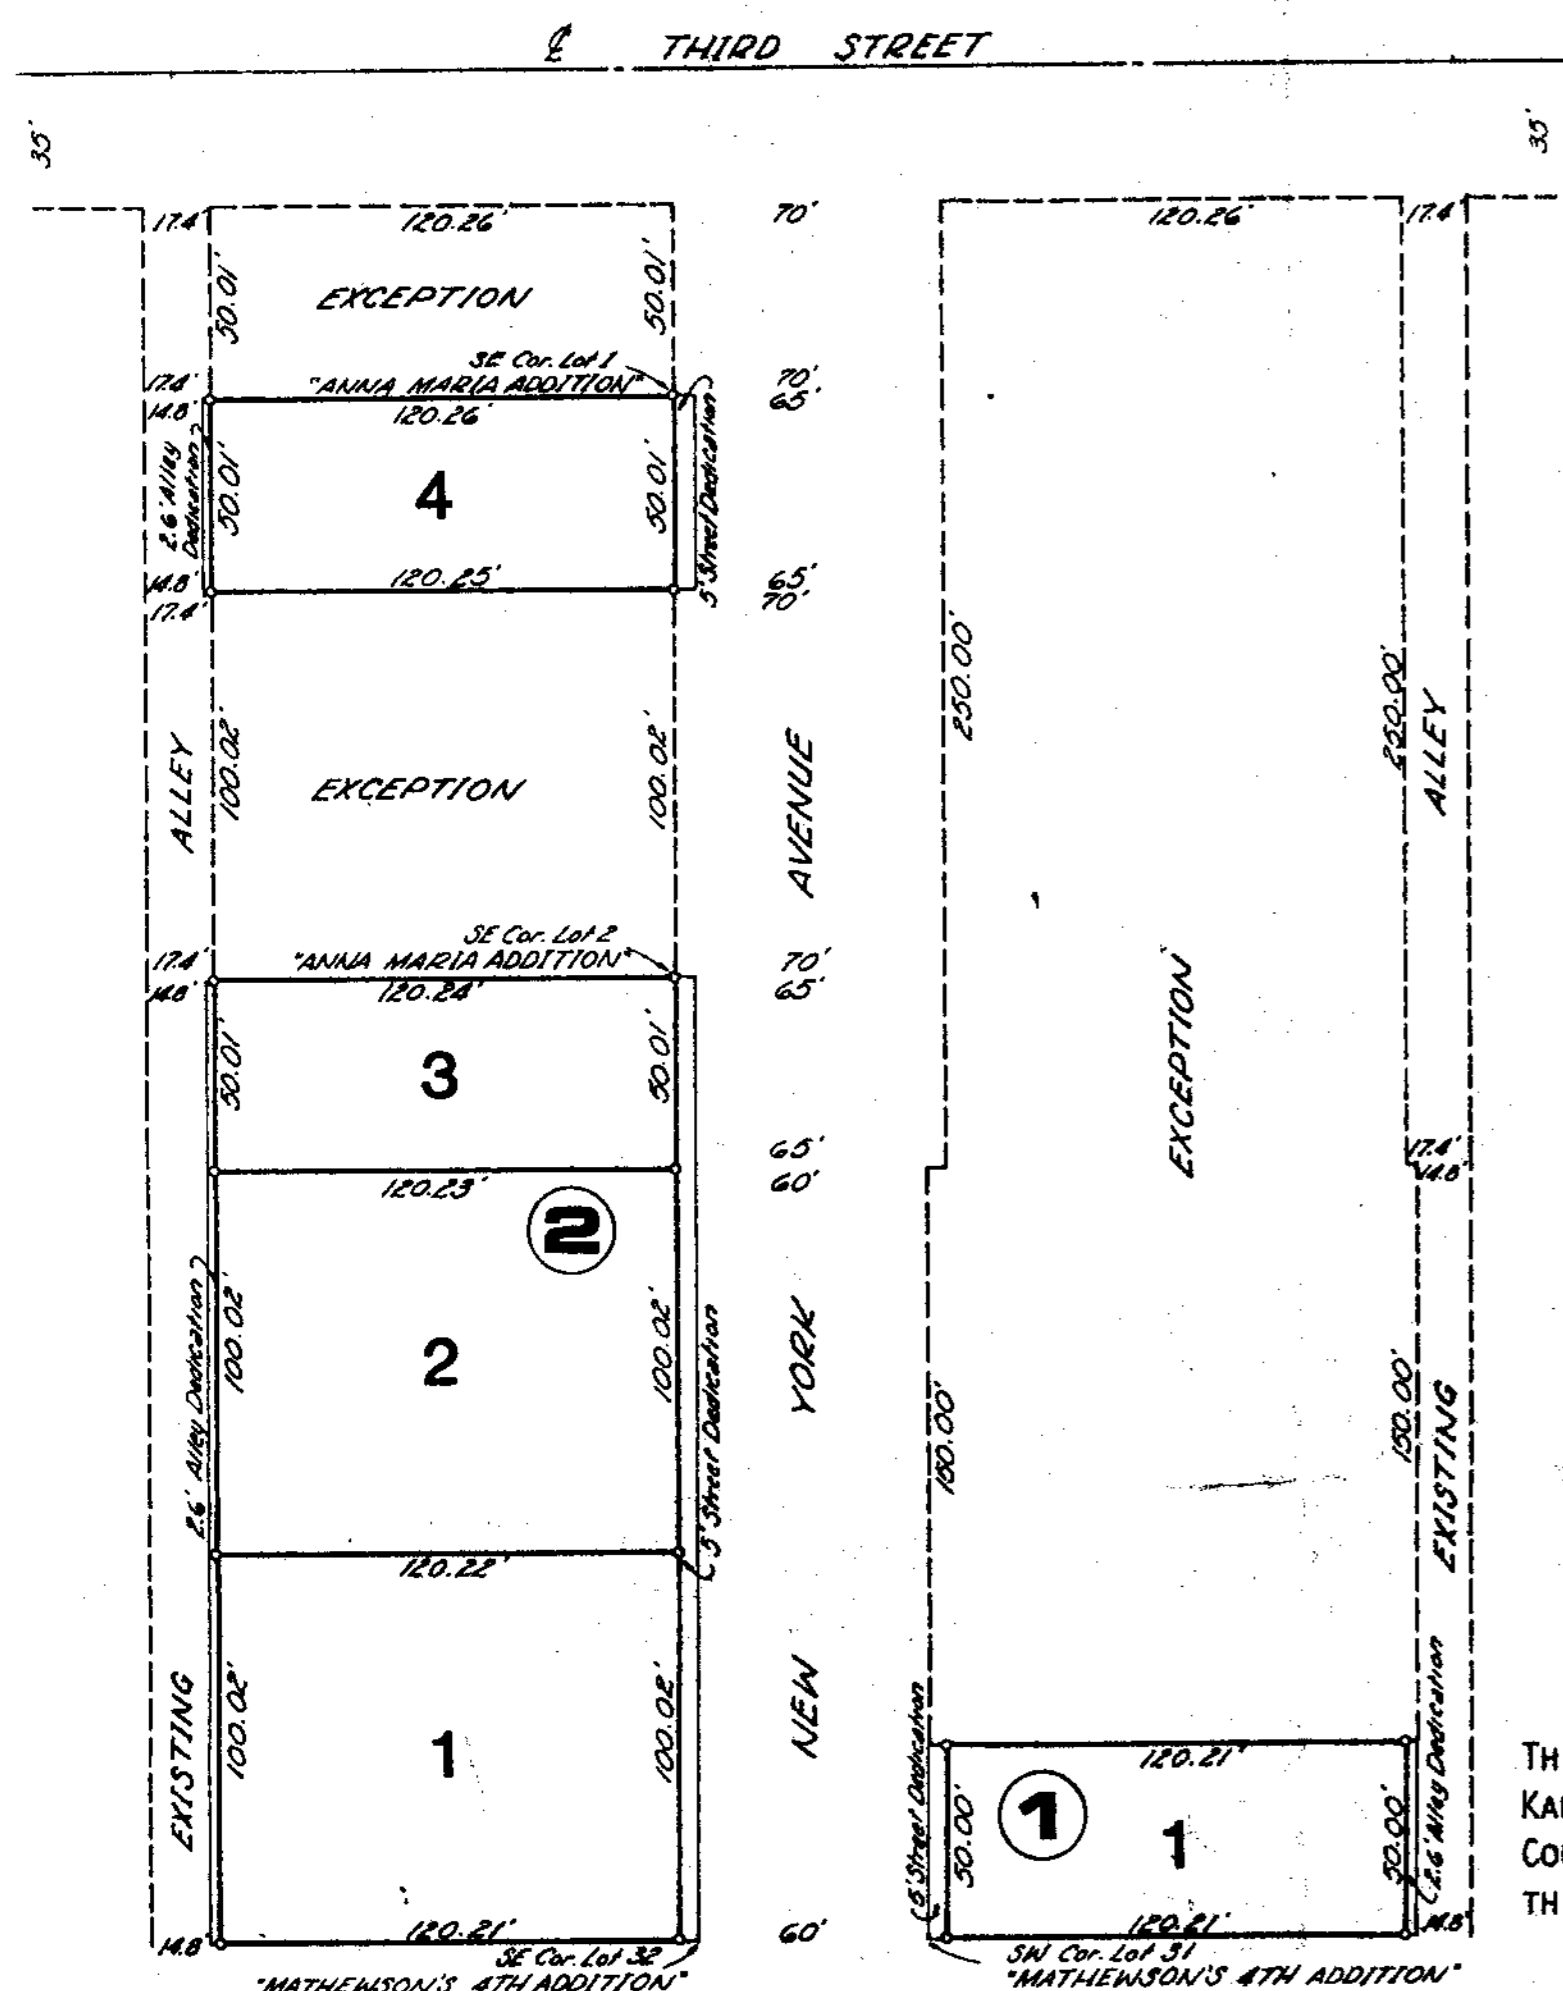 ℄ THIRD STREET
35'
35'
17.4'
120.26'
70'
120.26'
17.4'
50.01'
EXCEPTION
50.01'
SE Cor. Lot 1
"ANNA MARIA ADDITION"
17.4'
70'
14.8'
65'
120.26'
2.6' Alley
Dedication
50.01'
4
50.01'
5' Street Dedication
14.8'
120.25'
65'
17.4'
70'
250.00'
250.00'
ALLEY
100.02'
EXCEPTION
100.02'
AVENUE
ALLEY
SE Cor. Lot 2
"ANNA MARIA ADDITION"
17.4'
70'
14.8'
65'
120.24'
50.01'
3
50.01'
EXCEPTION
65'
17.4'
60'
14.8'
120.23'
2
2.6' Alley Dedication
100.02'
2
100.02'
5' Street Dedication
YORK
150.00'
150.00'
EXISTING
120.22'
EXISTING
100.02'
1
100.02'
NEW
5' Street Dedication
120.21'
2.6' Alley Dedication
50.00'
1
1
50.00'
14.8'
120.21'
60'
120.21'
14.8'
SE Cor. Lot 32
"MATHEWSON'S 4TH ADDITION"
SW Cor. Lot 31
"MATHEWSON'S 4TH ADDITION"
TH
KA
CO
TH